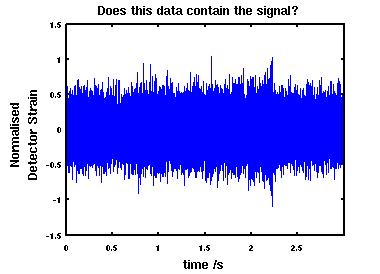 Does this data contain the signal?
1.5
1
0.5
0
-0.5
-1
-1.5
Normalised
Detector Strain
0 0.5 1 1.5 2 2.5
time /s